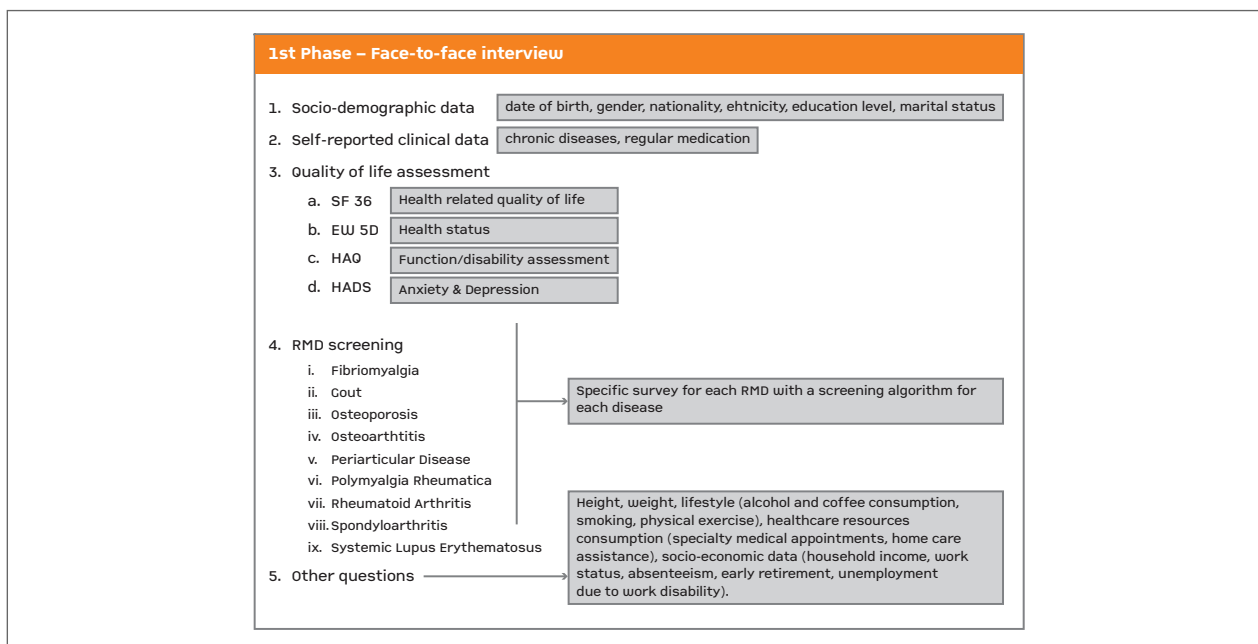 1st Phase – Face-to-face interview
1. Socio-demographic data
date of birth, gender, nationality, ehtnicity, education level, marital status
2. Self-reported clinical data
chronic diseases, regular medication
3. Quality of life assessment
a. SF 36
Health related quality of life
b. EW 5D
Health status
c. HAQ
Function/disability assessment
d. HADS
Anxiety & Depression
4. RMD screening
i. Fibriomyalgia
ii. Gout
iii. Osteoporosis
iv. Osteoarthtitis
v. Periarticular Disease
vi. Polymyalgia Rheumatica
vii. Rheumatoid Arthritis
viii. Spondyloarthritis
ix. Systemic Lupus Erythematosus
Specific survey for each RMD with a screening algorithm for
each disease
5. Other questions
Height, weight, lifestyle (alcohol and coffee consumption,
smoking, physical exercise), healthcare resources
consumption (specialty medical appointments, home care
assistance), socio-economic data (household income, work
status, absenteeism, early retirement, unemployment
due to work disability).